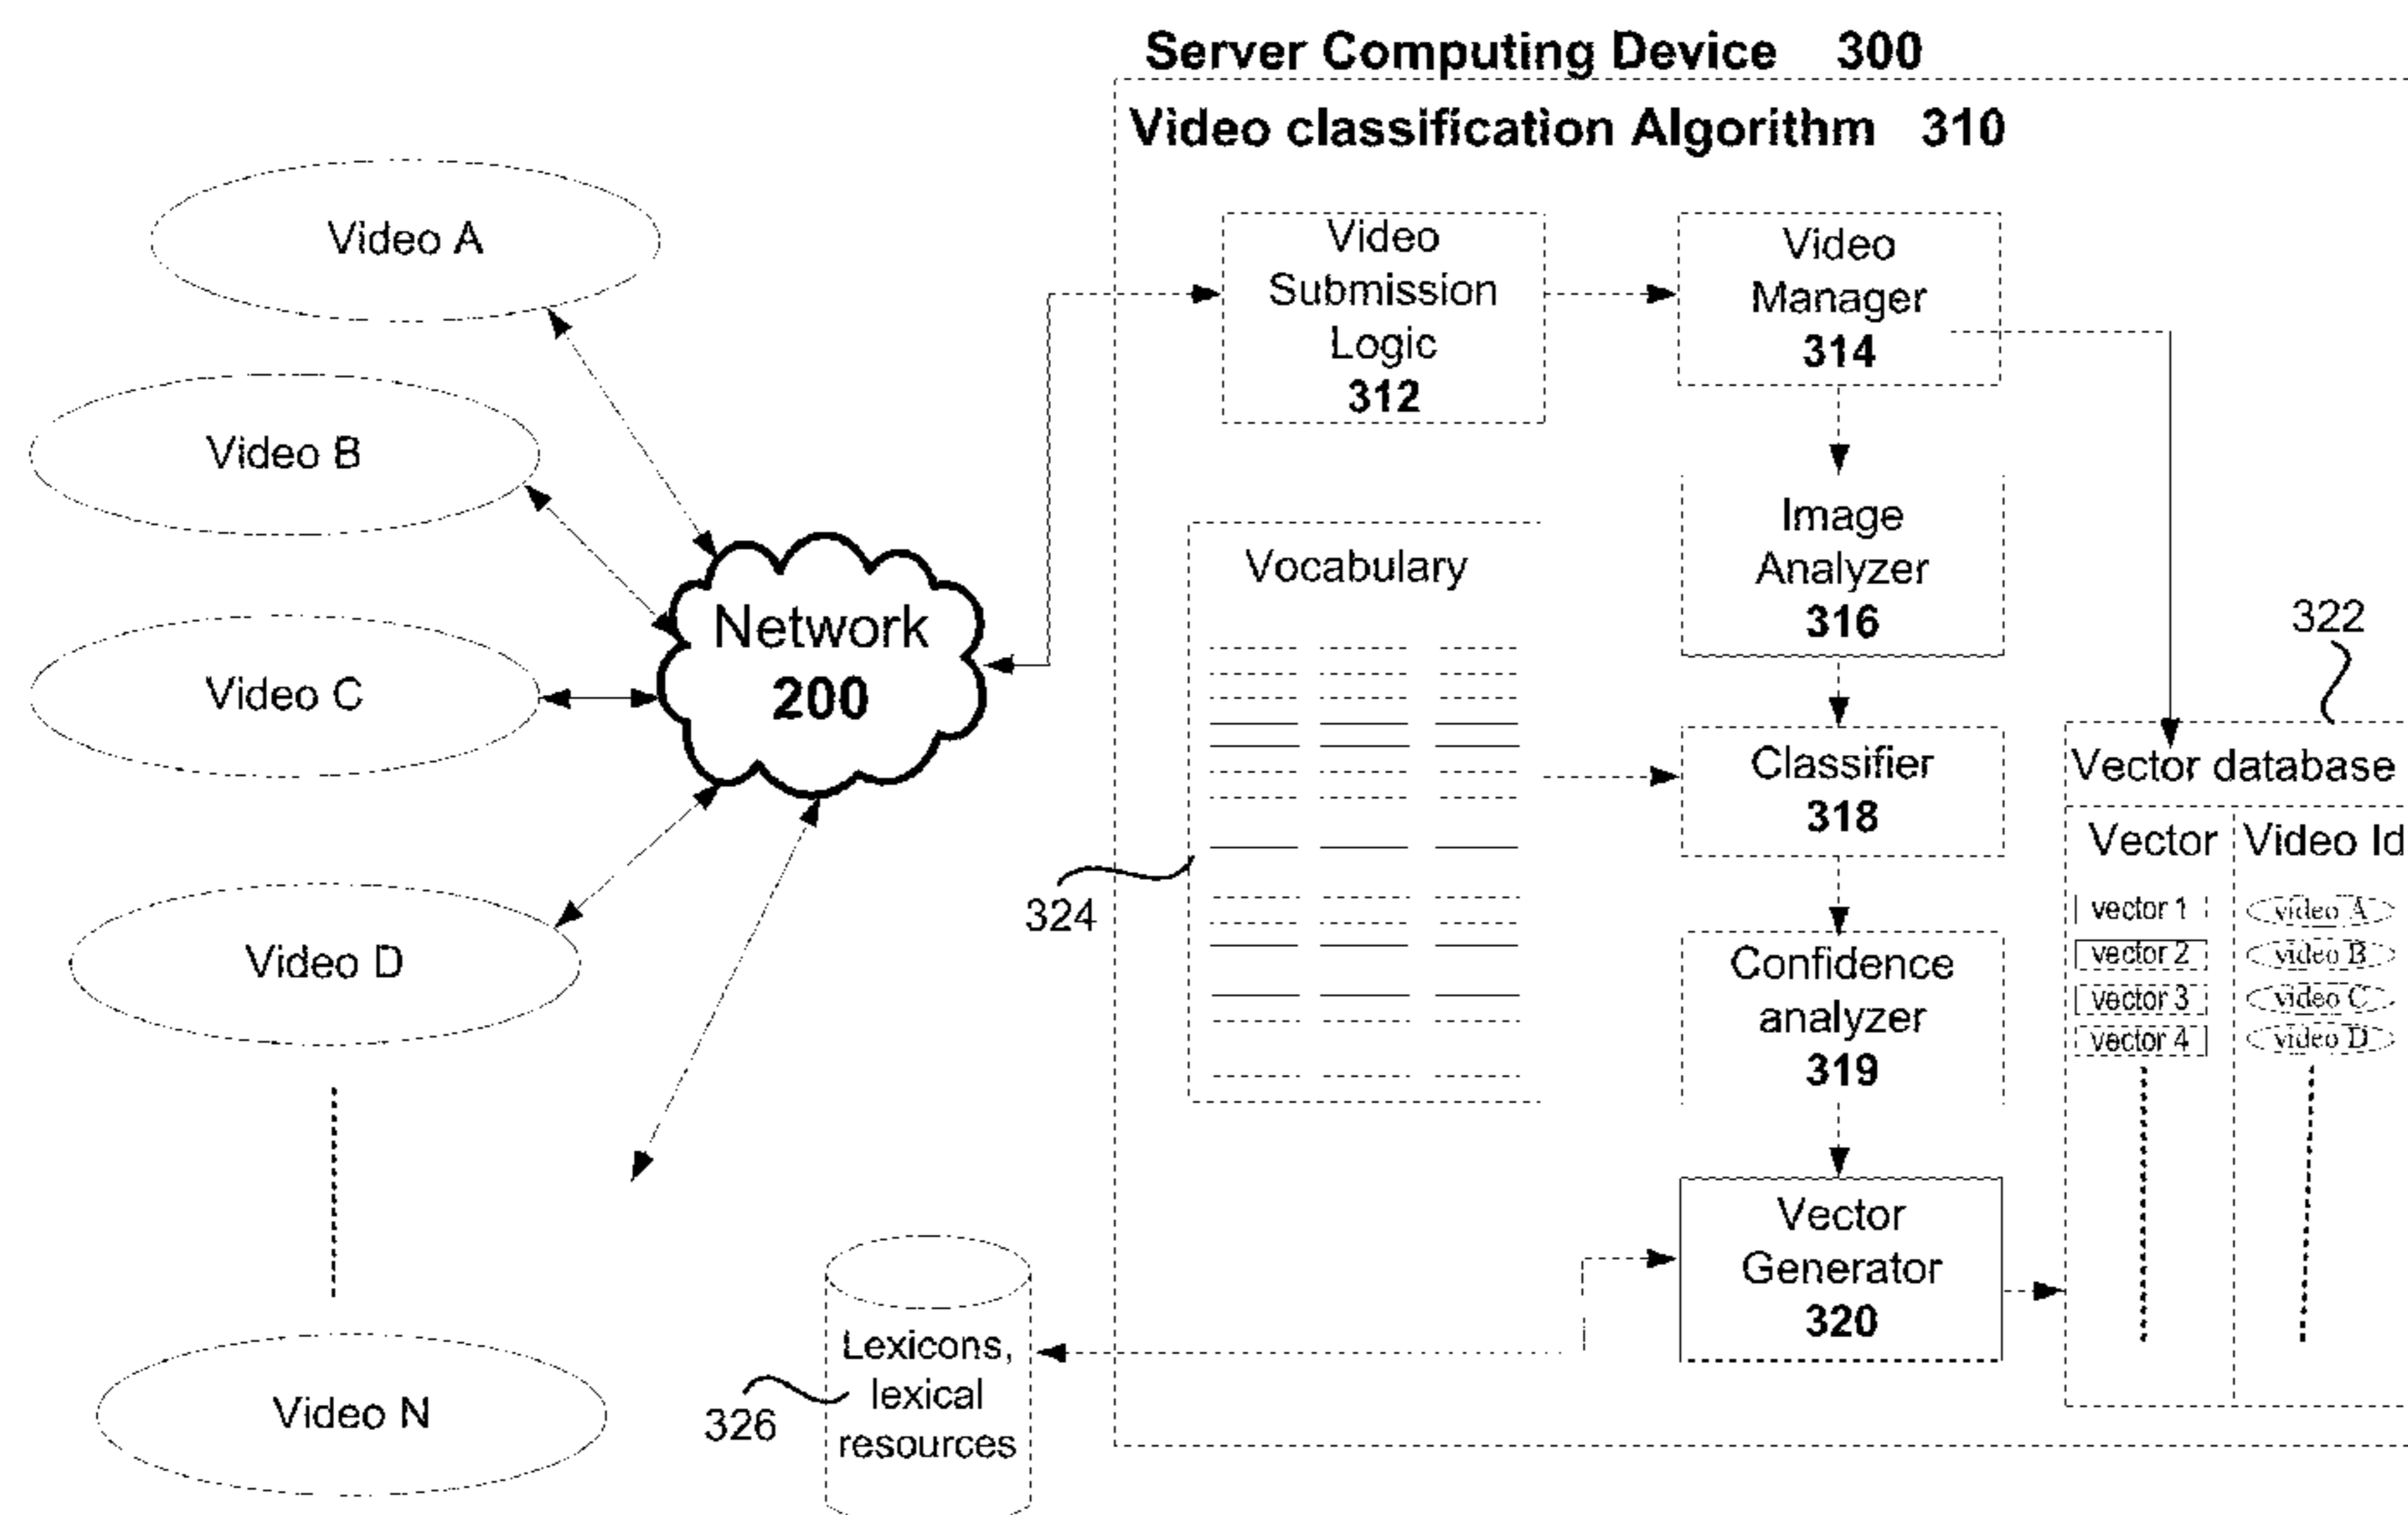 Server Computing Device 300
Video classification Algorithm 310
Video A
Video B
Video C
Video D
Video N
Network
200
Video
Submission
Logic
312
Video
Manager
314
Image
Analyzer
316
Vocabulary
324
Classifier
318
Confidence
analyzer
319
Vector
Generator
320
Lexicons,
lexical
resources
326
322
Vector database
Vector Video Id
vector 1 video A
vector 2 video B
vector 3 video C
vector 4 video D